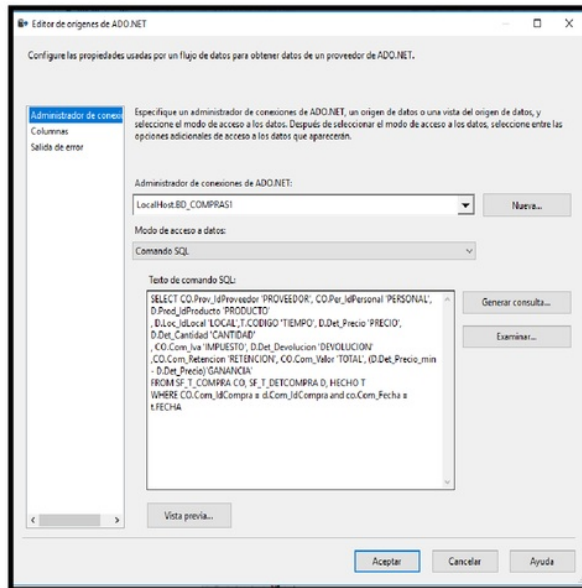 Editor de orígenes de ADO.NET
Configure las propiedades usadas por un flujo de datos para obtener datos de un proveedor de ADO.NET.
Administrador de conexi
Columnas
Salida de error
Especifique un administrador de conexiones de ADO.NET, un origen de datos o una vista del origen de datos, y
seleccione el modo de acceso a los datos. Después de seleccionar el modo de acceso a los datos, seleccione entre las
opciones adicionales de acceso a los datos que aparecerán.
Administrador de conexiones de ADO.NET:
LocalHost.BD_COMPRAS1
Nueva...
Modo de acceso a datos:
Comando SQL
Texto de comando SQL:
SELECT CO.Prov_IdProveedor 'PROVEEDOR', CO.Per_IdPersonal 'PERSONAL',
D.Prod_IdProducto 'PRODUCTO'
, D.Loc_IdLocal 'LOCAL',T.CODIGO 'TIEMPO', D.Det_Precio 'PRECIO',
D.Det_Cantidad 'CANTIDAD'
, CO.Com_Iva 'IMPUESTO', D.Det_Devolucion 'DEVOLUCION'
,CO.Com_Retencion 'RETENCION', CO.Com_Valor 'TOTAL', (D.Det_Precio_min
- D.Det_Precio)'GANANCIA'
FROM SF_T_COMPRA CO, SF_T_DETCOMPRA D, HECHO T
WHERE CO.Com_IdCompra = d.Com_IdCompra and co.Com_Fecha =
t.FECHA
Generar consulta...
Examinar...
Vista previa...
Aceptar
Cancelar
Ayuda